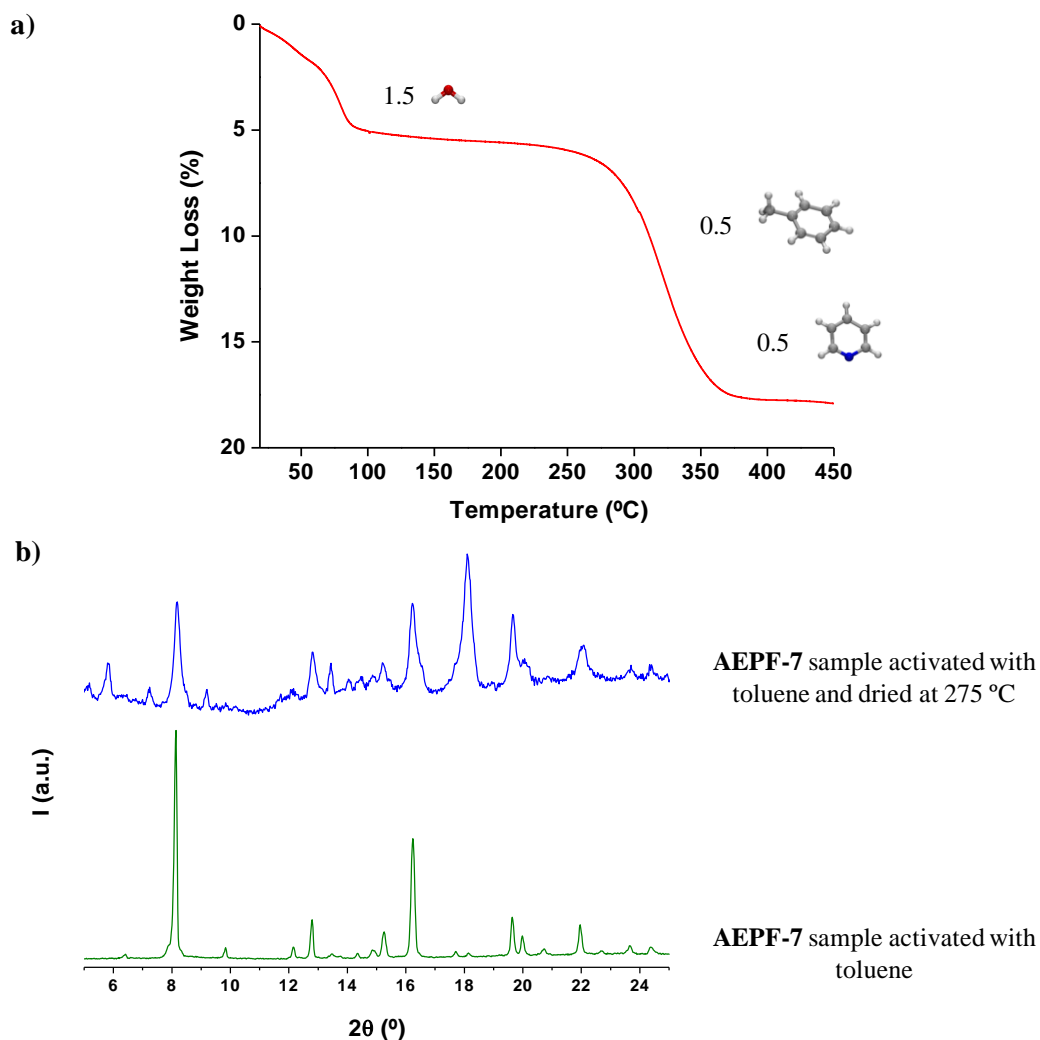 a)
0
5
10
15
20
Weight Loss (%)
1.5
0.5
0.5
50 100 150 200 250 300 350 400 450
Temperature (ºC)
b)
AEPF-7 sample activated with
toluene and dried at 275 ºC
I (a.u.)
AEPF-7 sample activated with
toluene
6 8 10 12 14 16 18 20 22 24
2θ (º)